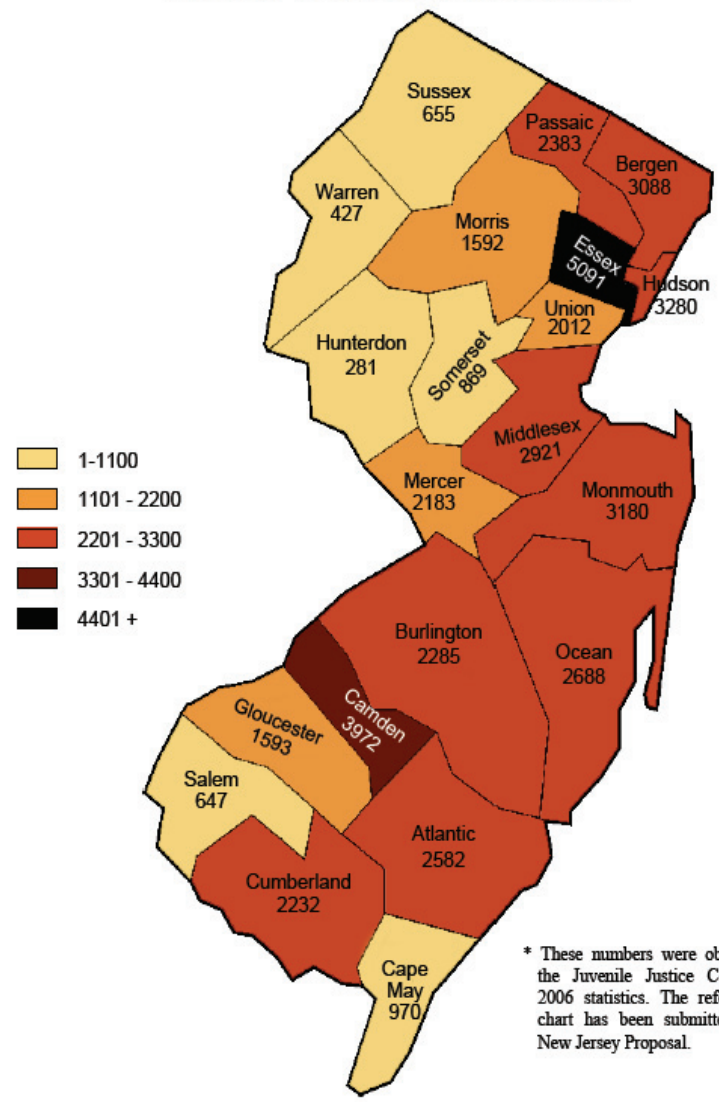 Sussex
655
Passaic
2383
Bergen
3088
Warren
427
Morris
1592
Essex
5091
Hudson
3280
Union
2012
Hunterdon
281
Somerset
869
Middlesex
2921
Mercer
2183
Monmouth
3180
1-1100
1101 - 2200
2201 - 3300
3301 - 4400
4401 +
Burlington
2285
Ocean
2688
Camden
3972
Gloucester
1593
Salem
647
Atlantic
2582
Cumberland
2232
Cape
May
970
* These numbers were
the Juvenile Justice
2006 statistics. The
chart has been
New Jersey Proposal.